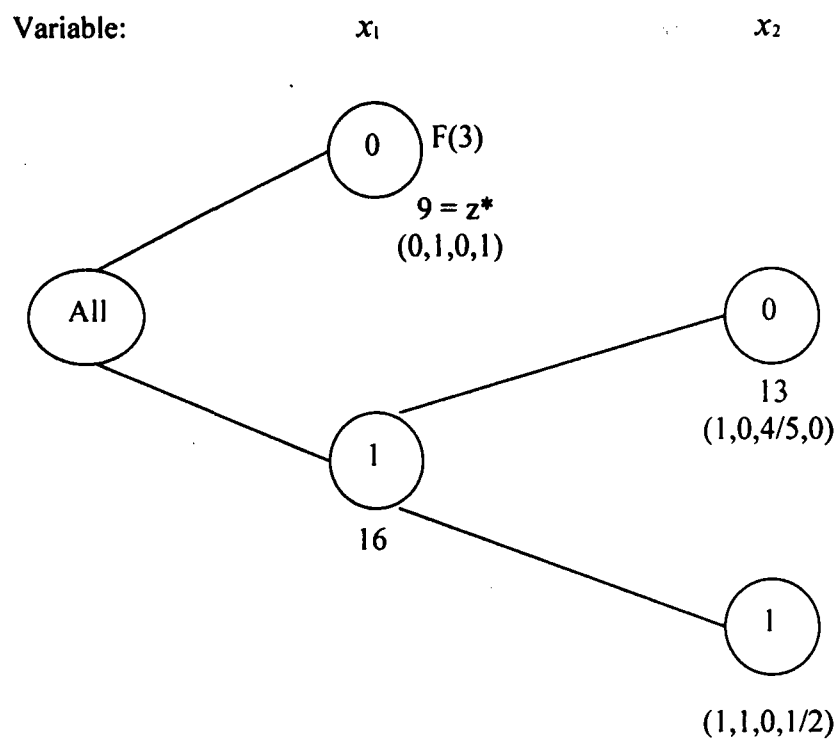 Variable: x₁ x₂
0 F(3)
9 = z*
(0,1,0,1)
All
0
13
(1,0,4/5,0)
1
16
1
(1,1,0,1/2)